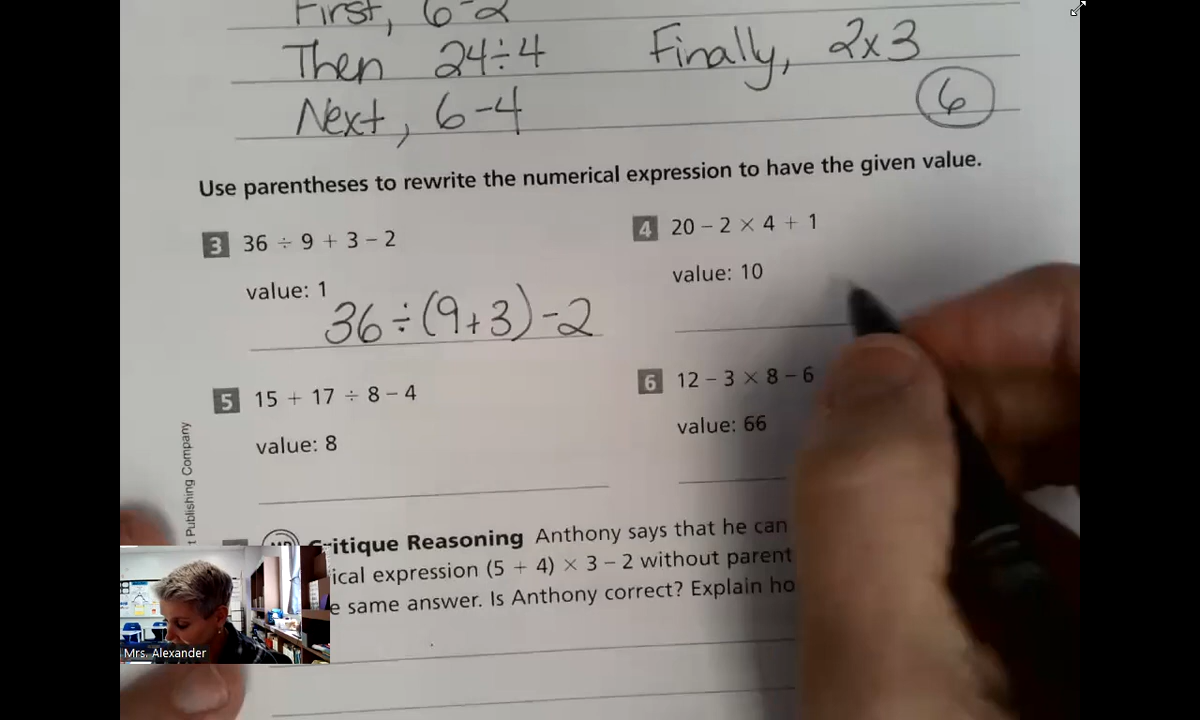 First, 6-2
Then 24÷4
Next, 6-4
Finally, 2x3
6
Use parentheses to rewrite the numerical expression to have the given value.
3 36 ÷ 9 + 3 − 2
value: 1
36 ÷ (9+3) -2
4 20 − 2 × 4 + 1
value: 10
5 15 + 17 ÷ 8 − 4
value: 8
6 12 − 3 × 8 − 6
value: 66
Publishing Company
Critique Reasoning Anthony says that he can
expression (5 + 4) × 3 − 2 without
same answer. Is Anthony correct? Explain
Mrs. Alexander